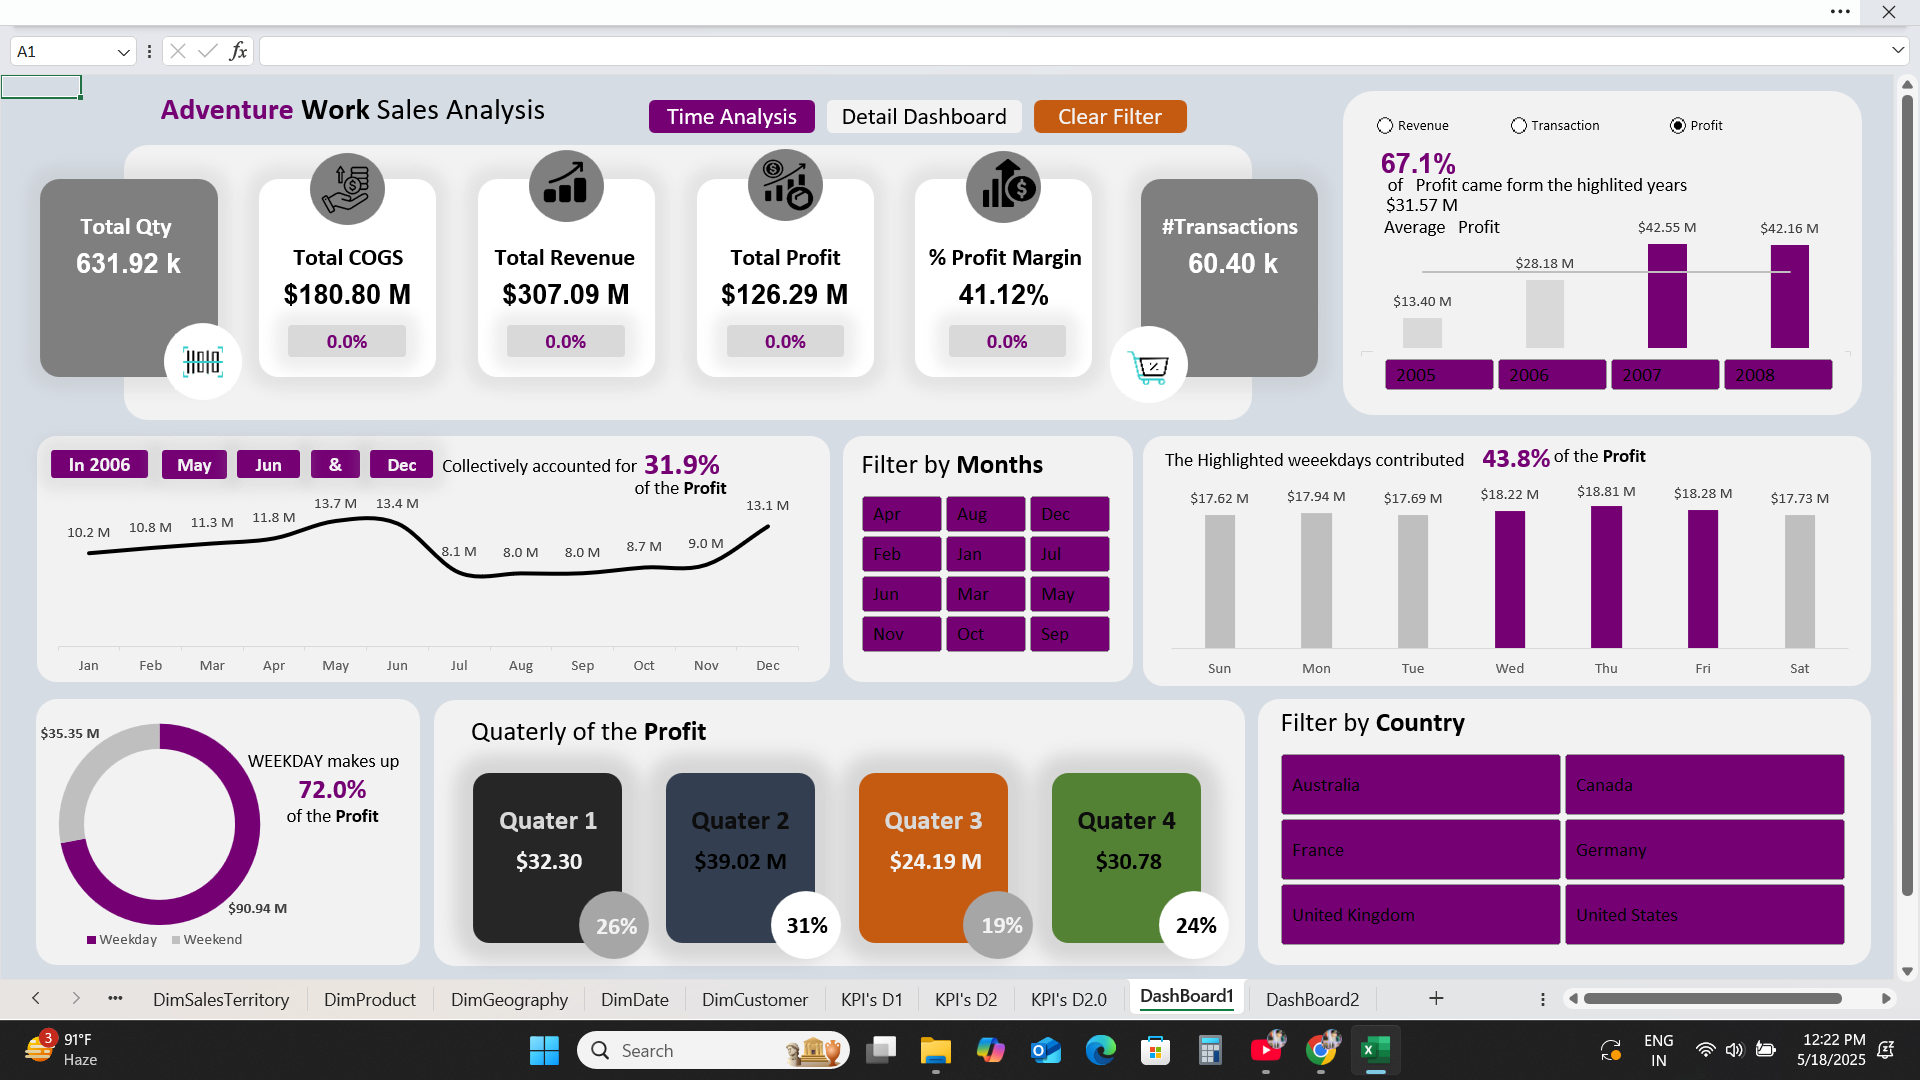 A1
fx
Adventure Work Sales Analysis
Time Analysis
Detail Dashboard
Clear Filter
Total Qty
631.92 k
Total COGS
$180.80 M
0.0%
Total Revenue
$307.09 M
0.0%
Total Profit
$126.29 M
0.0%
% Profit Margin
41.12%
0.0%
#Transactions
60.40 k
Revenue
Transaction
Profit
67.1%
of Profit came form the highlited years
$31.57 M
Average Profit
$13.40 M
$28.18 M
$42.55 M
$42.16 M
2005
2006
2007
2008
In 2006
May
Jun
&
Dec
Collectively accounted for 31.9%
of the Profit
10.2 M
10.8 M
11.3 M
11.8 M
13.7 M
13.4 M
8.1 M
8.0 M
8.0 M
8.7 M
9.0 M
13.1 M
Jan
Feb
Mar
Apr
May
Jun
Jul
Aug
Sep
Oct
Nov
Dec
Filter by Months
Apr
Aug
Dec
Feb
Jan
Jul
Jun
Mar
May
Nov
Oct
Sep
The Highlighted weeekdays contributed 43.8% of the Profit
$17.62 M
$17.94 M
$17.69 M
$18.22 M
$18.81 M
$18.28 M
$17.73 M
Sun
Mon
Tue
Wed
Thu
Fri
Sat
$35.35 M
WEEKDAY makes up
72.0%
of the Profit
$90.94 M
Weekday
Weekend
Quaterly of the Profit
Quater 1
$32.30
26%
Quater 2
$39.02 M
31%
Quater 3
$24.19 M
19%
Quater 4
$30.78
24%
Filter by Country
Australia
Canada
France
Germany
United Kingdom
United States
DimSalesTerritory
DimProduct
DimGeography
DimDate
DimCustomer
KPI's D1
KPI's D2
KPI's D2.0
DashBoard1
DashBoard2
3
91°F
Haze
Search
ENG
IN
12:22 PM
5/18/2025